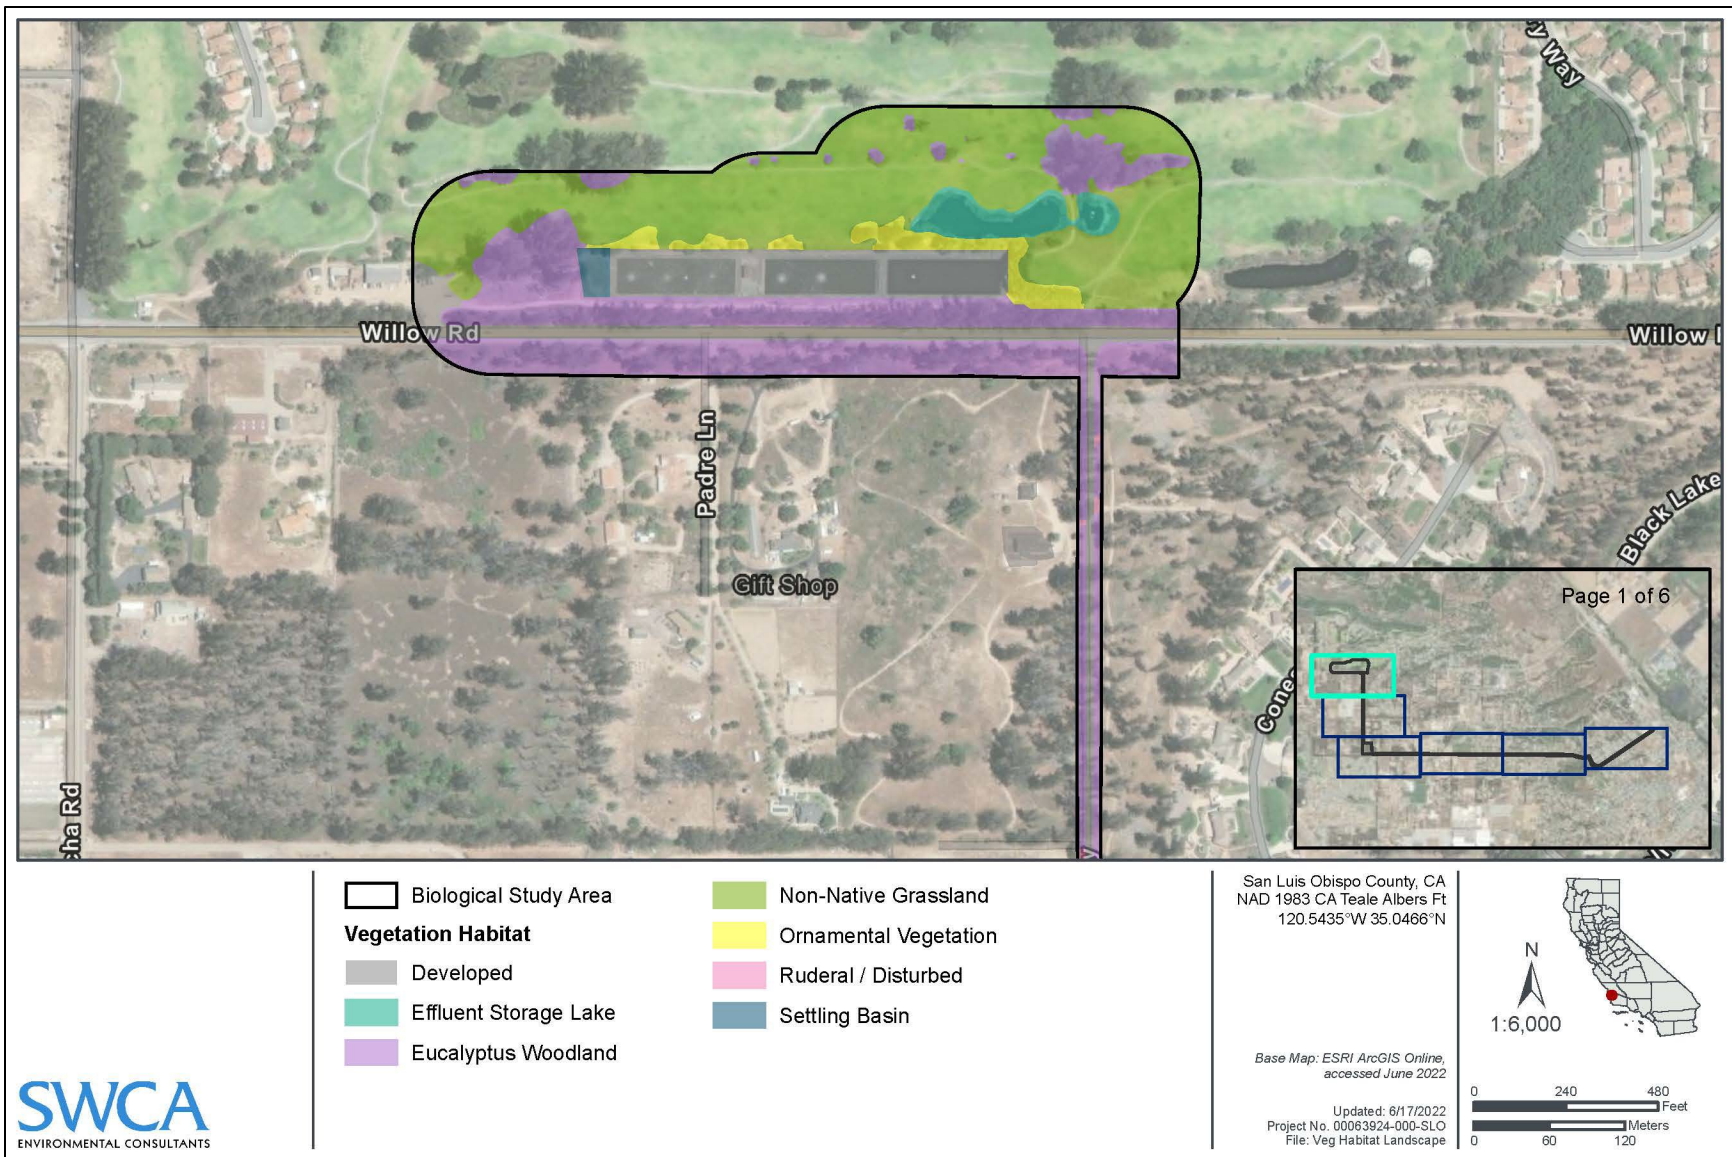 ry Way
Willow Rd
Willow
Padre Ln
Gift Shop
Black Lake
Cones
cha Rd
y
Page 1 of 6
Biological Study Area
Vegetation Habitat
Developed
Effluent Storage Lake
Eucalyptus Woodland
Non-Native Grassland
Ornamental Vegetation
Ruderal / Disturbed
Settling Basin
San Luis Obispo County, CA
NAD 1983 CA Teale Albers Ft
120.5435°W 35.0466°N
N
1:6,000
Base Map: ESRI ArcGIS Online,
accessed June 2022
Updated: 6/17/2022
Project No. 00063924-000-SLO
File: Veg Habitat Landscape
0 240 480
Feet
Meters
0 60 120
SWCA
ENVIRONMENTAL CONSULTANTS